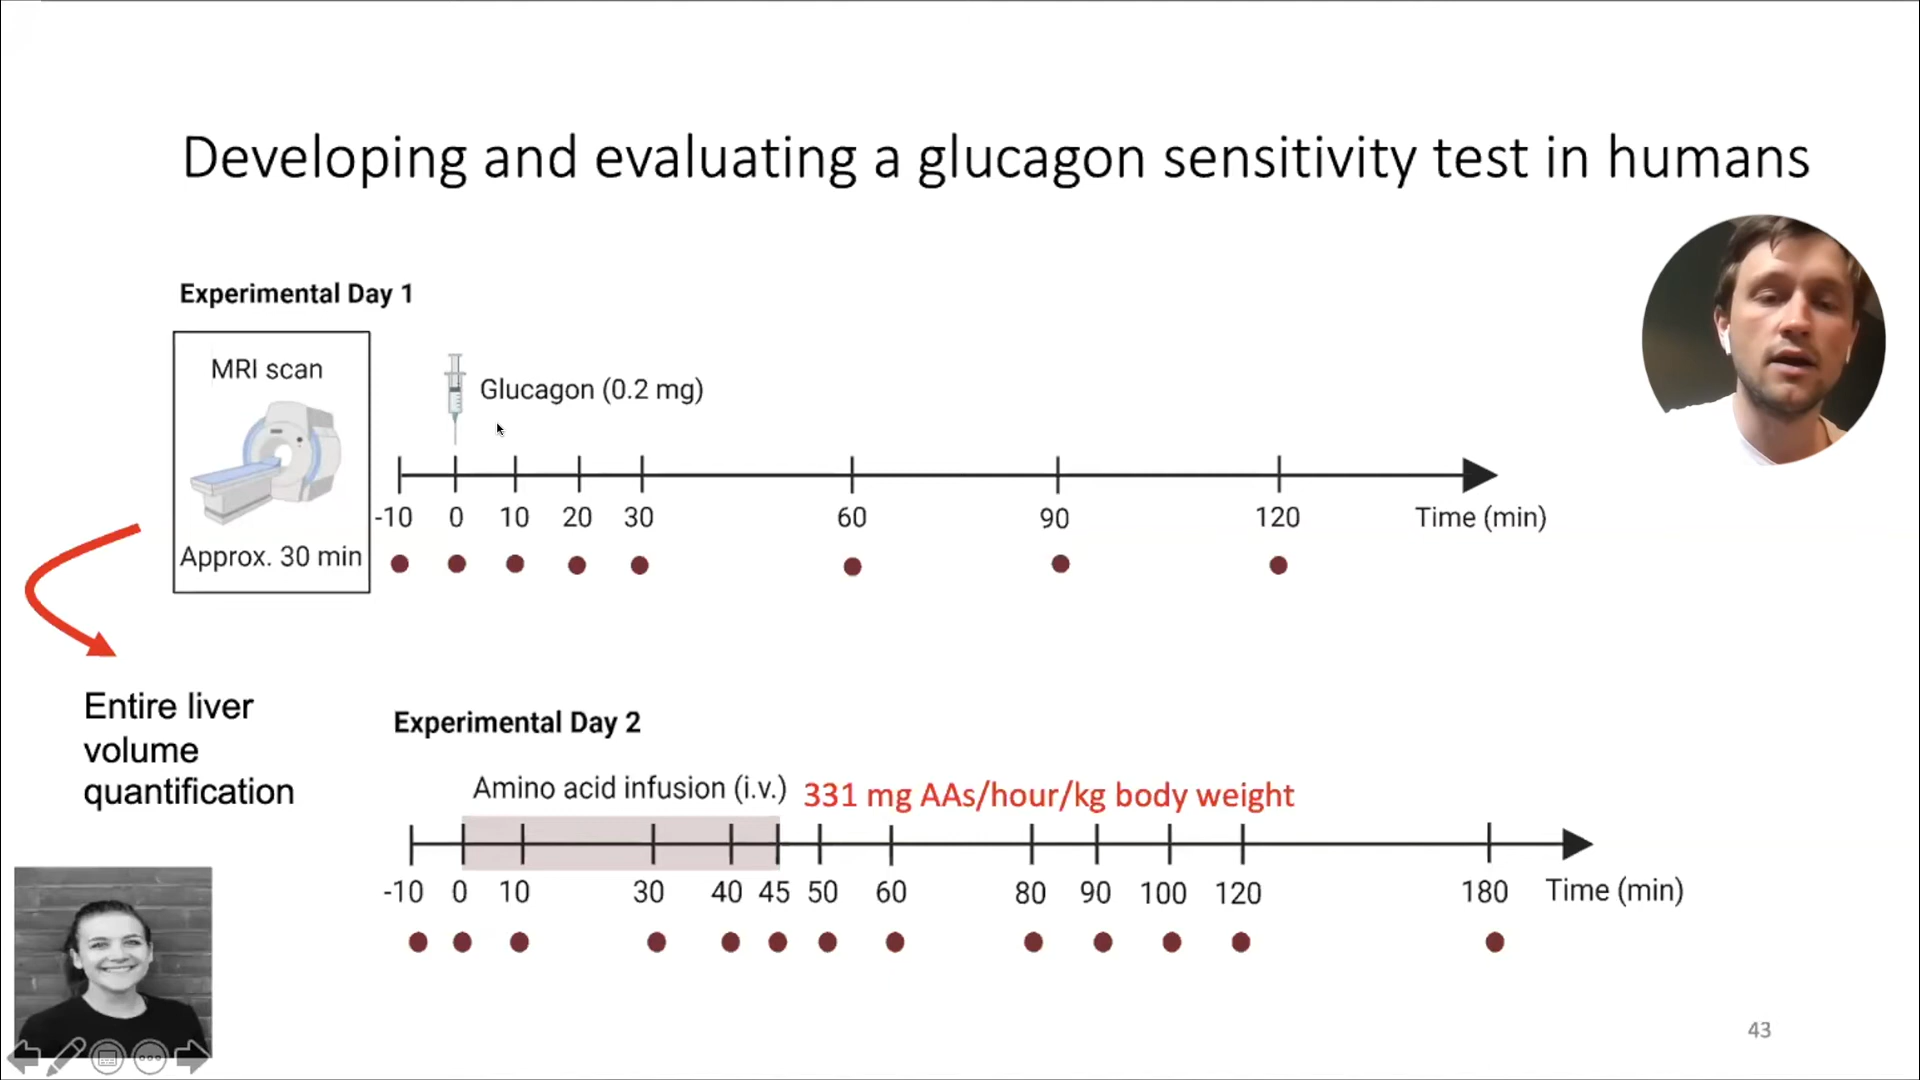 Developing and evaluating a glucagon sensitivity test in humans
Experimental Day 1
MRI scan
Approx. 30 min
Glucagon (0.2 mg)
-10 0 10 20 30 60 90 120 Time (min)
Entire liver
volume
quantification
Experimental Day 2
Amino acid infusion (i.v.) 331 mg AAs/hour/kg body weight
-10 0 10 30 40 45 50 60 80 90 100 120 180 Time (min)
43